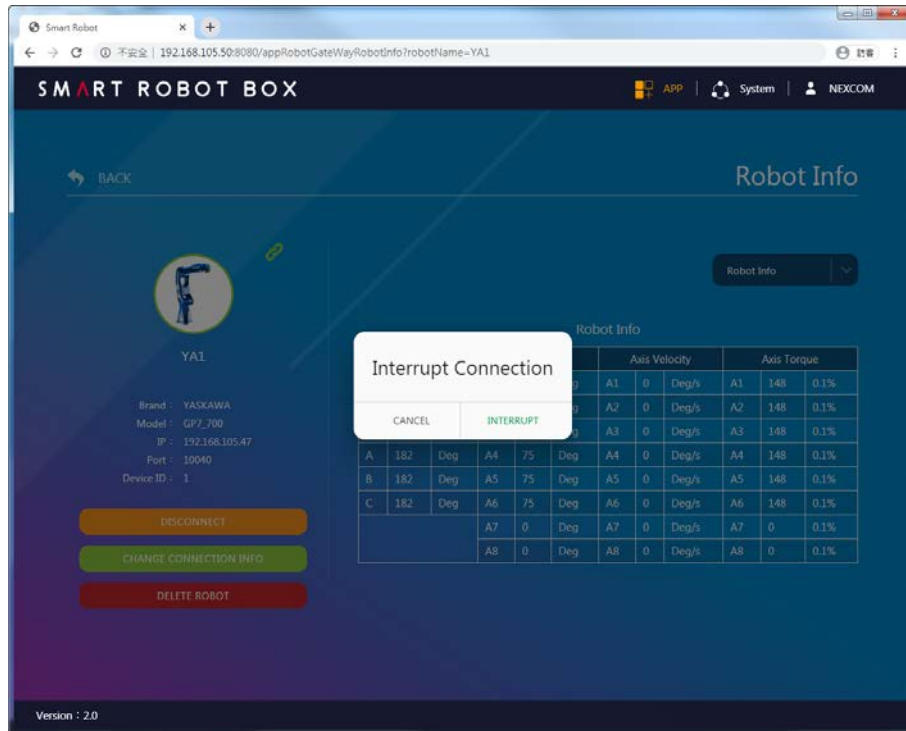 Smart Robot
不安全 | 192.168.105.50:8080/appRobotGateWayRobotInfo?robotName=YA1
訪客
SMART ROBOT BOX
APP | System | NEXCOM
BACK
Robot Info
Robot Info
YA1
Brand : YASKAWA
Model : GP7_700
IP : 192.168.105.47
Port : 10040
Device ID : 1
DISCONNECT
CHANGE CONNECTION INFO
DELETE ROBOT
Robot Info
Axis Velocity Axis Torque
A1 0 Deg/s A1 148 0.1%
A2 0 Deg/s A2 148 0.1%
A3 0 Deg/s A3 148 0.1%
A 182 Deg A4 75 Deg A4 0 Deg/s A4 148 0.1%
B 182 Deg A5 75 Deg A5 0 Deg/s A5 148 0.1%
C 182 Deg A6 75 Deg A6 0 Deg/s A6 148 0.1%
A7 0 Deg A7 0 Deg/s A7 0 0.1%
A8 0 Deg A8 0 Deg/s A8 0 0.1%
Interrupt Connection
CANCEL INTERRUPT
Version : 2.0